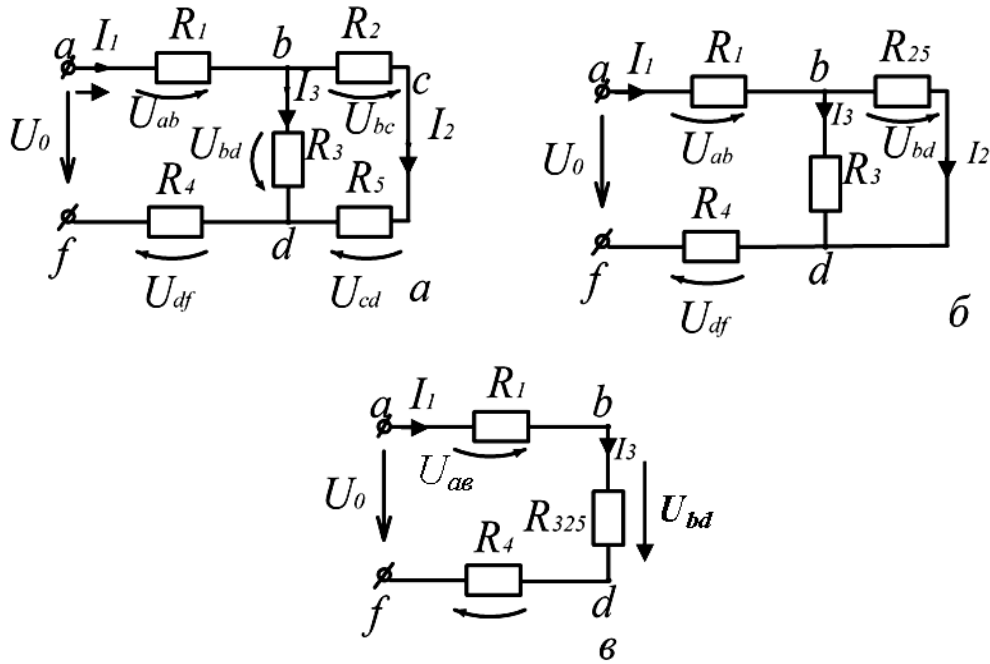 a I1 R1 b R2 c
Uab I3 Ubc I2
U0 Ubd R3
R4 R5
f d
Udf Ucd а
a I1 R1 b R25
Uab I3 Ubd I2
U0 R3
R4
f d
Udf б
a I1 R1 b
Uав I3
U0 R325 Ubd
R4
f d
в